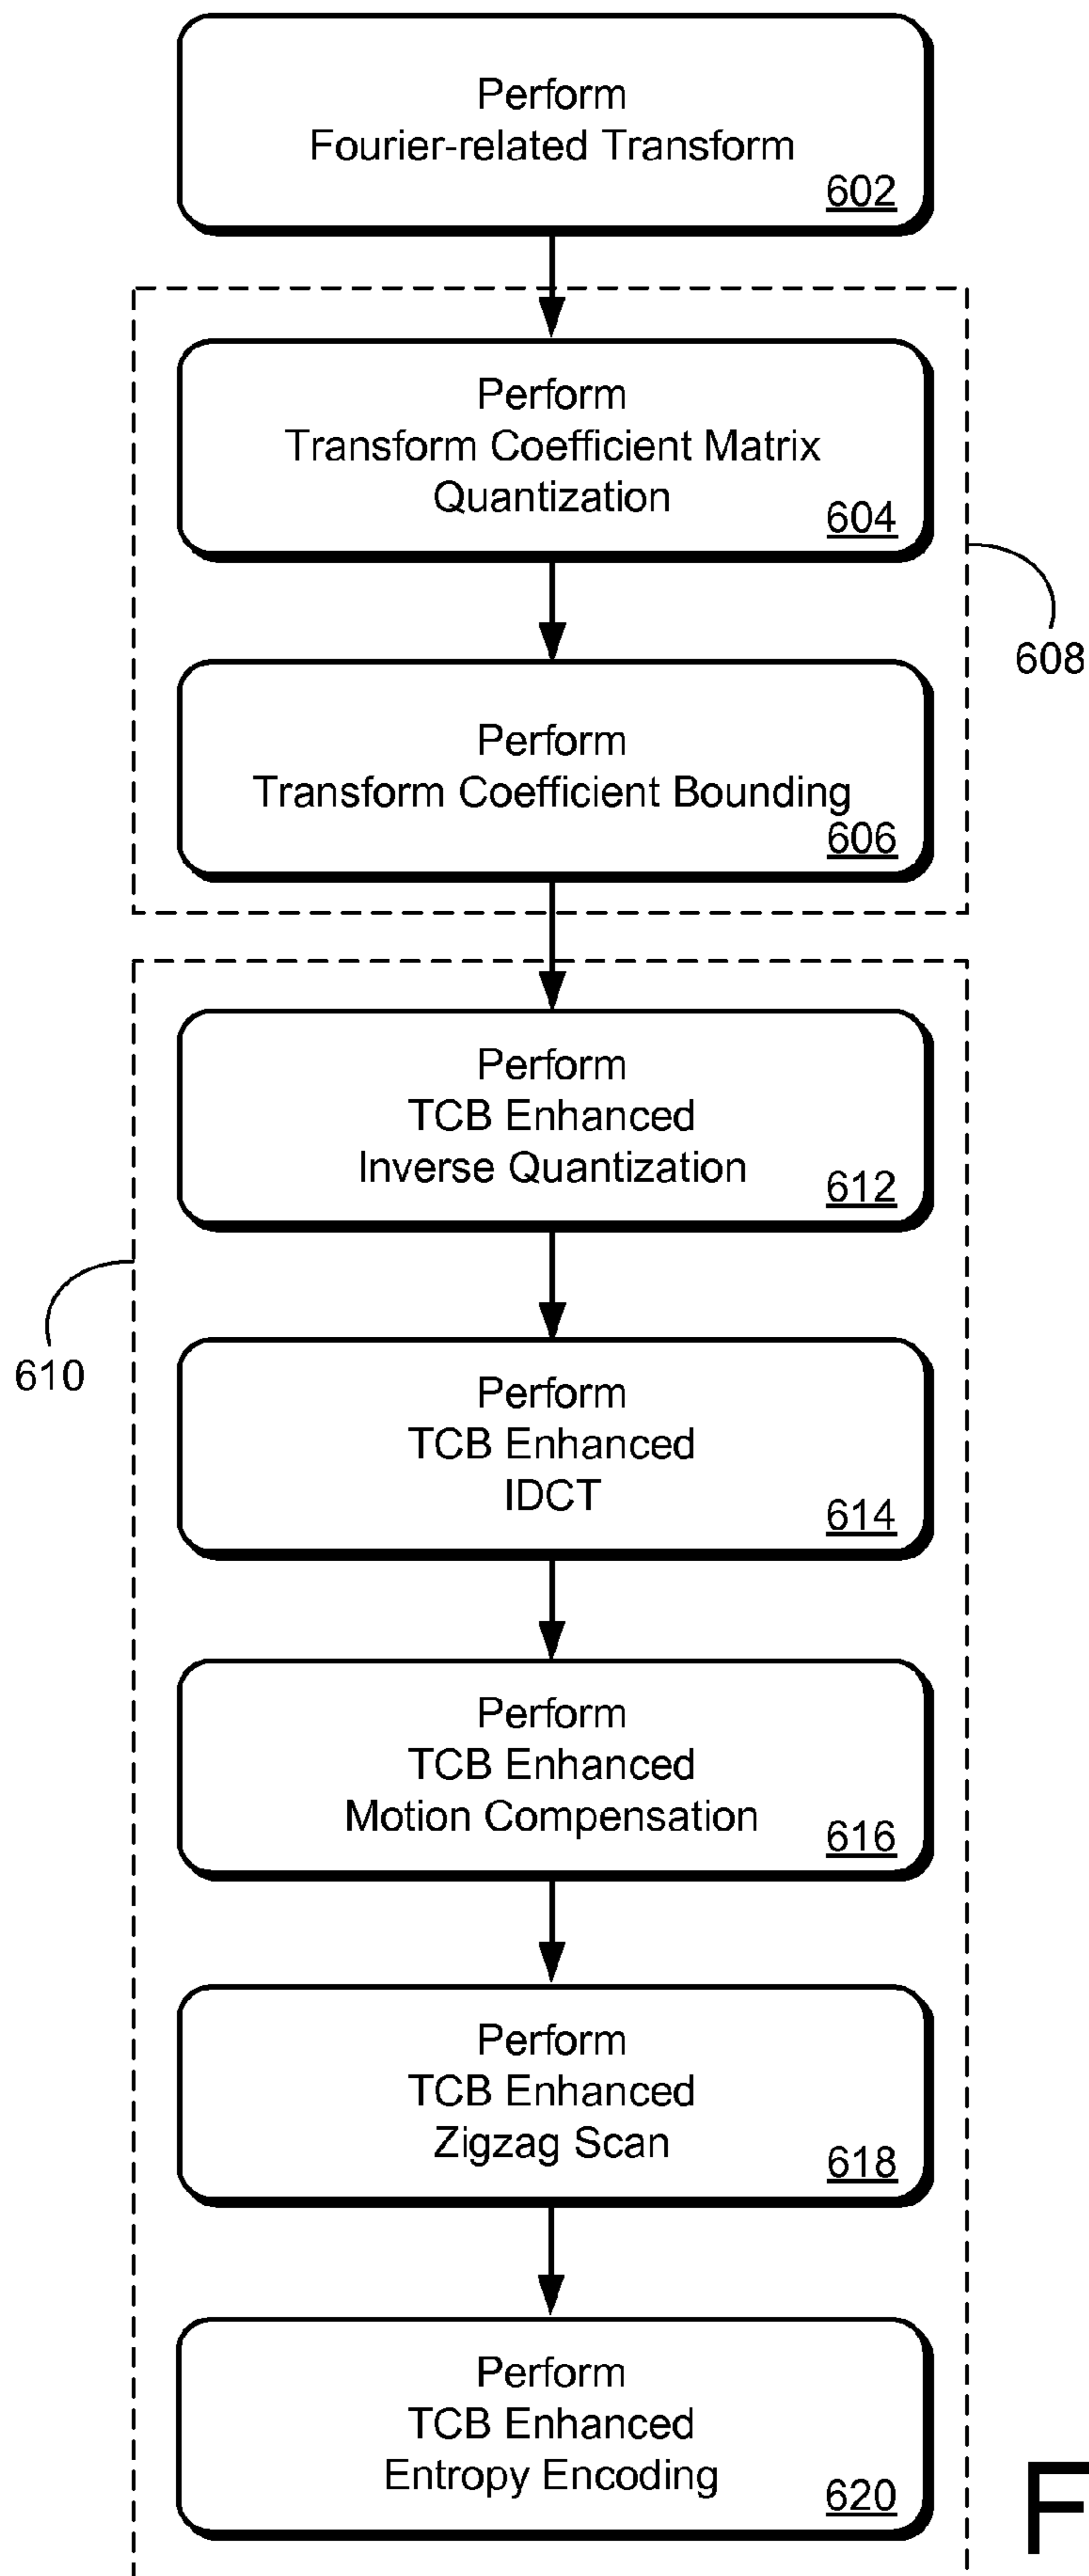 Perform
Fourier-related Transform
602
Perform
Transform Coefficient Matrix
Quantization
604
608
Perform
Transform Coefficient Bounding
606
Perform
TCB Enhanced
Inverse Quantization
612
610
Perform
TCB Enhanced
IDCT
614
Perform
TCB Enhanced
Motion Compensation
616
Perform
TCB Enhanced
Zigzag Scan
618
Perform
TCB Enhanced
Entropy Encoding
620
F